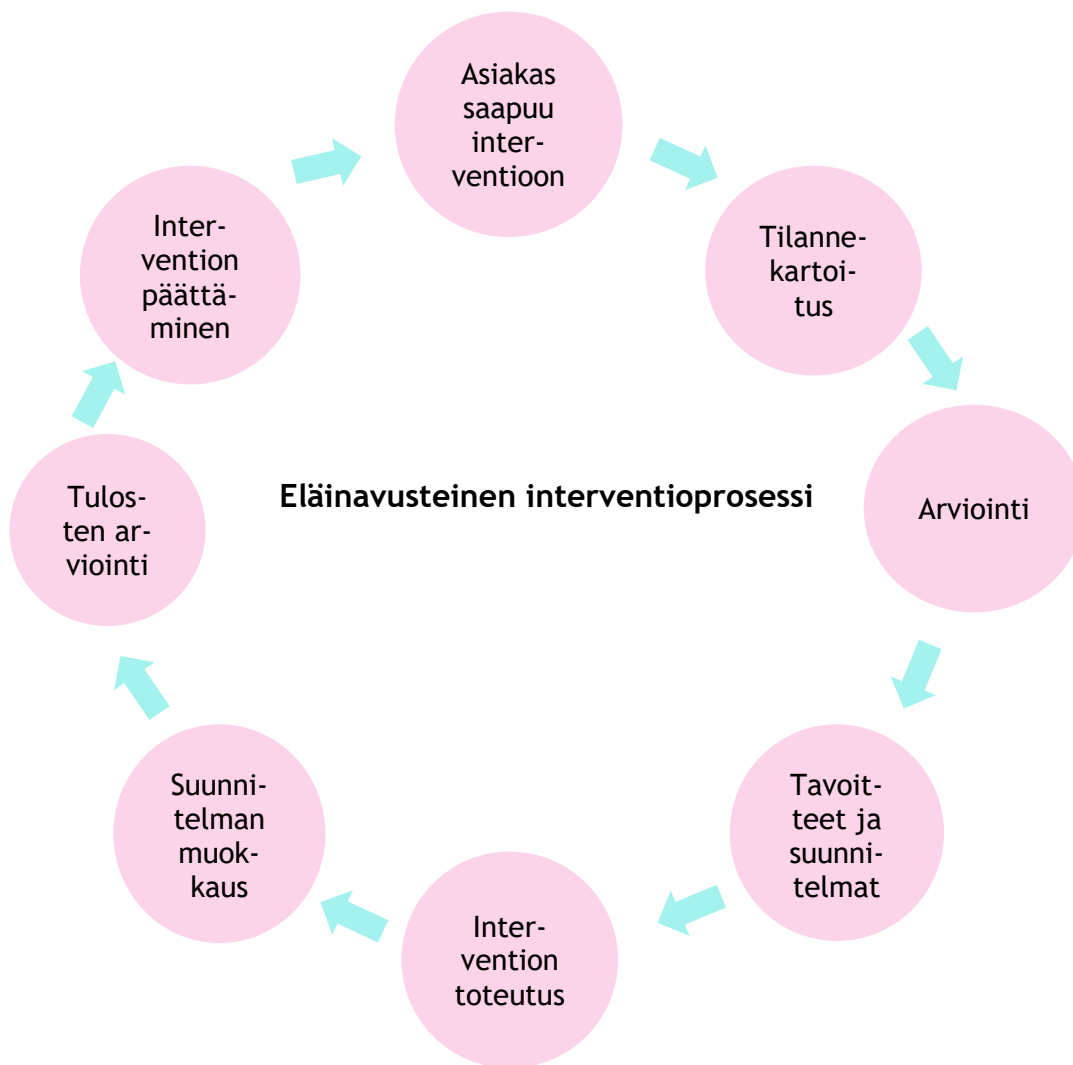 Asiakas
saapuu
inter-
ventioon
Tilanne-
kartoi-
tus
Arviointi
Tavoit-
teet ja
suunni-
telmat
Inter-
vention
toteutus
Suunni-
telman
muok-
kaus
Tulos-
ten ar-
viointi
Inter-
vention
päättä-
minen
Eläinavusteinen interventioprosessi